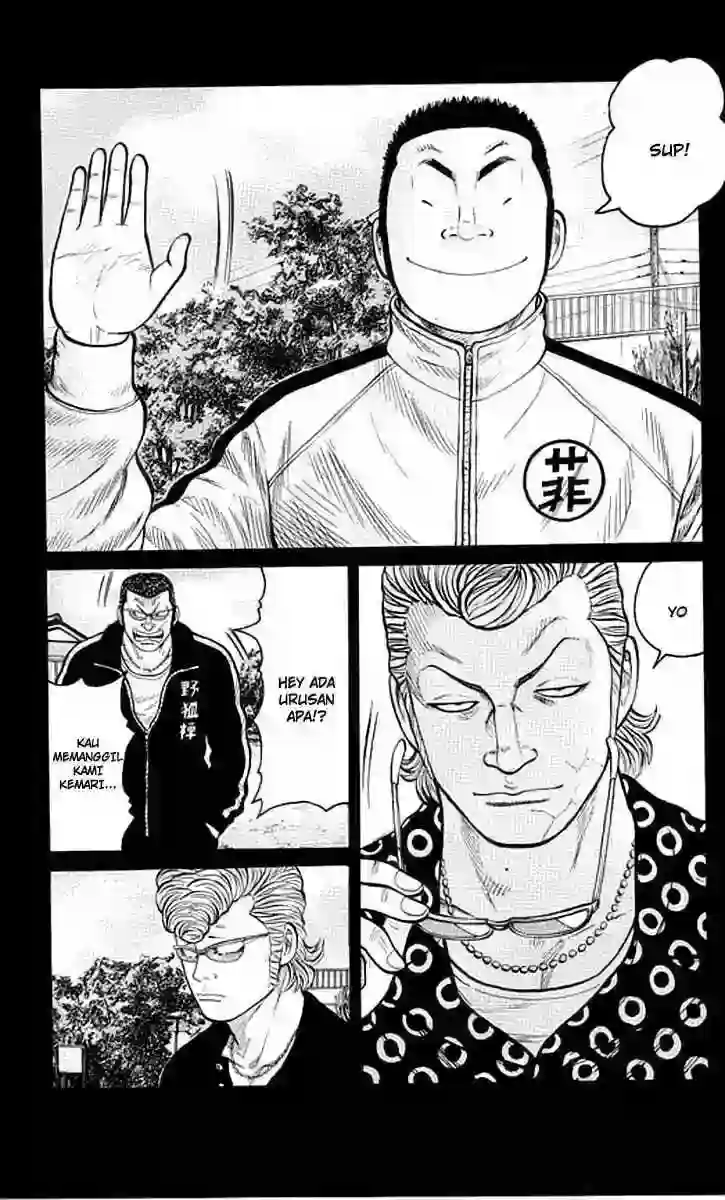 SUP!
菲
YO
HEY ADA
URUSAN
APA!?
KAU
MEMANGGIL
KAMI
KEMARI...
野狐禅